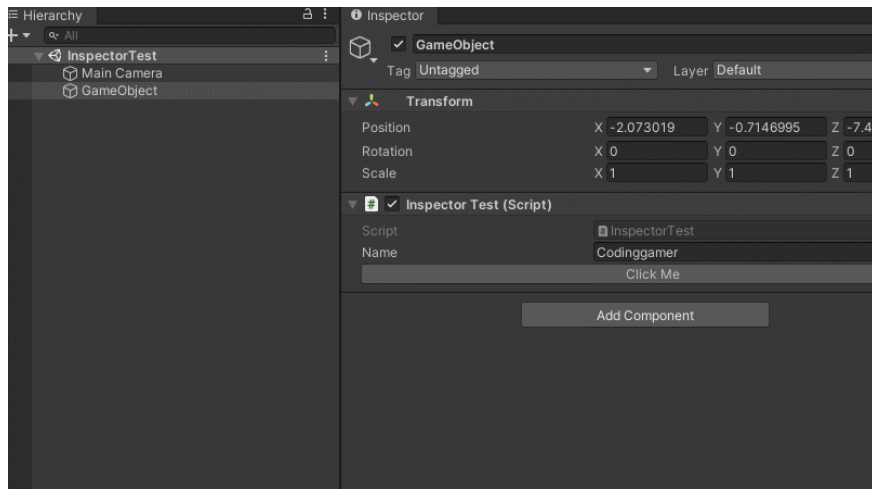 Hierarchy
All
InspectorTest
Main Camera
GameObject
Inspector
GameObject
Tag Untagged Layer Default
Transform
Position X -2.073019 Y -0.7146995 Z -7.4
Rotation X 0 Y 0 Z 0
Scale X 1 Y 1 Z 1
# Inspector Test (Script)
Script InspectorTest
Name Codinggamer
Click Me
Add Component